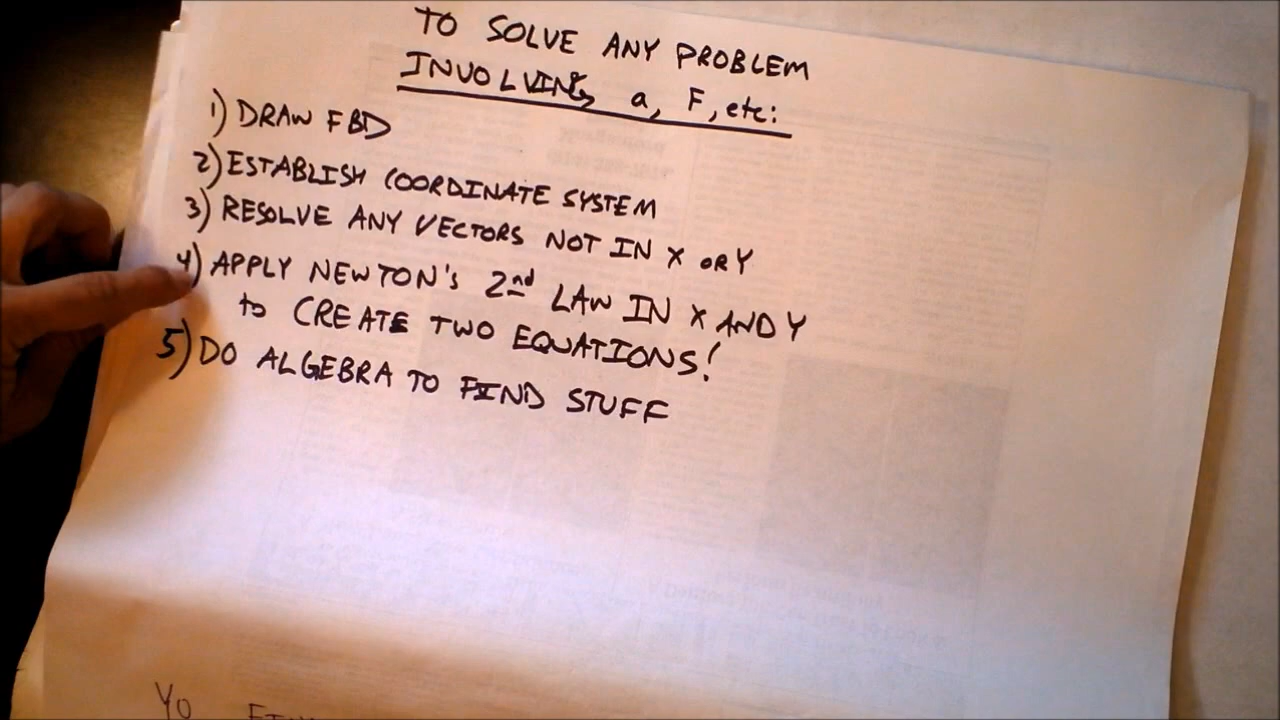 TO SOLVE ANY PROBLEM
INVOLVING a, F, etc:
1) DRAW FBD
2) ESTABLISH COORDINATE SYSTEM
3) RESOLVE ANY VECTORS NOT IN X OR Y
4) APPLY NEWTON'S 2nd LAW IN X AND Y
to CREATE TWO EQUATIONS!
5) DO ALGEBRA TO FIND STUFF
YO